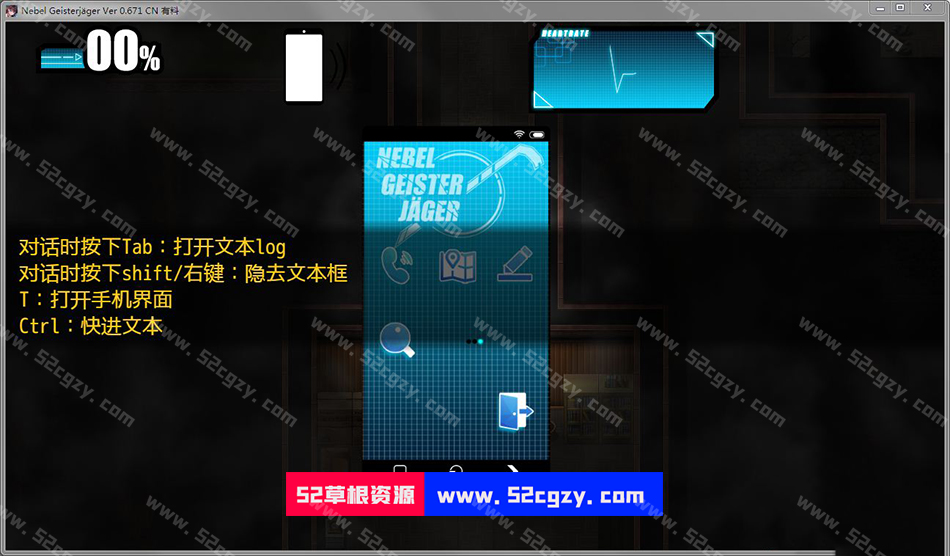 Nebel Geisterjäger Ver 0.671 CN 有料
00%
HEARTRATE
NEBEL
GEISTER
JÄGER
对话时按下Tab：打开文本log
对话时按下shift/右键：隐去文本框
T：打开手机界面
Ctrl：快进文本
52草根资源 www.52cgzy.com
www.52cgzy.com